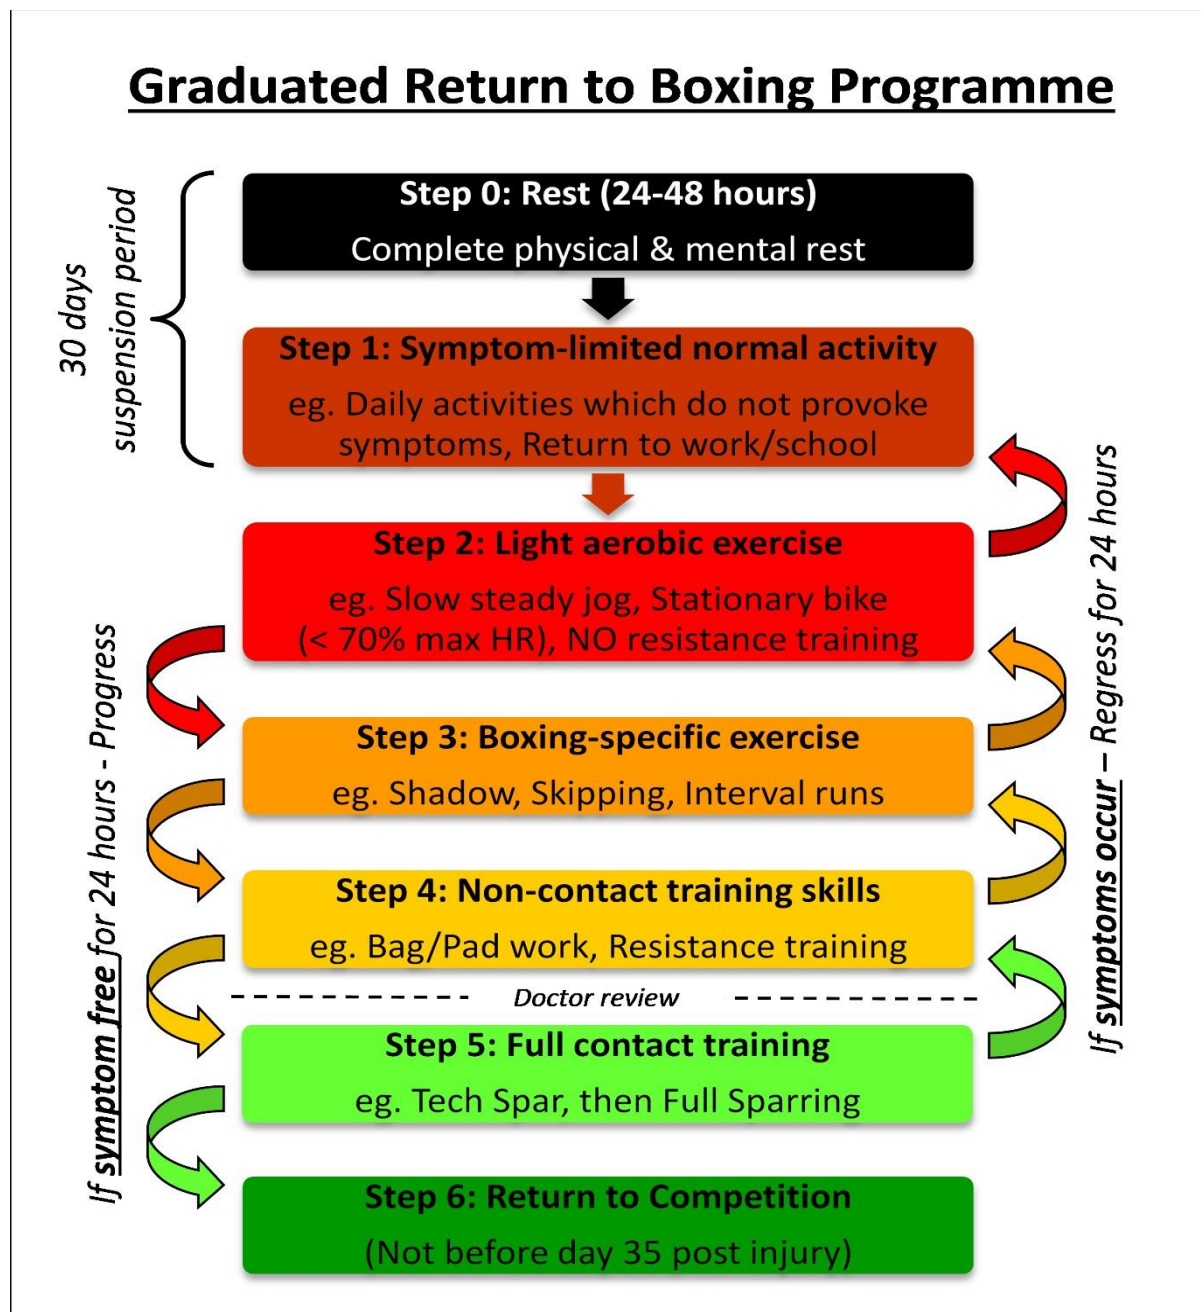 Graduated Return to Boxing Programme
30 days
suspension period
Step 0: Rest (24-48 hours)
Complete physical & mental rest
Step 1: Symptom-limited normal activity
eg. Daily activities which do not provoke
symptoms, Return to work/school
Step 2: Light aerobic exercise
eg. Slow steady jog, Stationary bike
(< 70% max HR), NO resistance training
Step 3: Boxing-specific exercise
eg. Shadow, Skipping, Interval runs
Step 4: Non-contact training skills
eg. Bag/Pad work, Resistance training
Doctor review
Step 5: Full contact training
eg. Tech Spar, then Full Sparring
Step 6: Return to Competition
(Not before day 35 post injury)
If symptom free for 24 hours - Progress
If symptoms occur – Regress for 24 hours